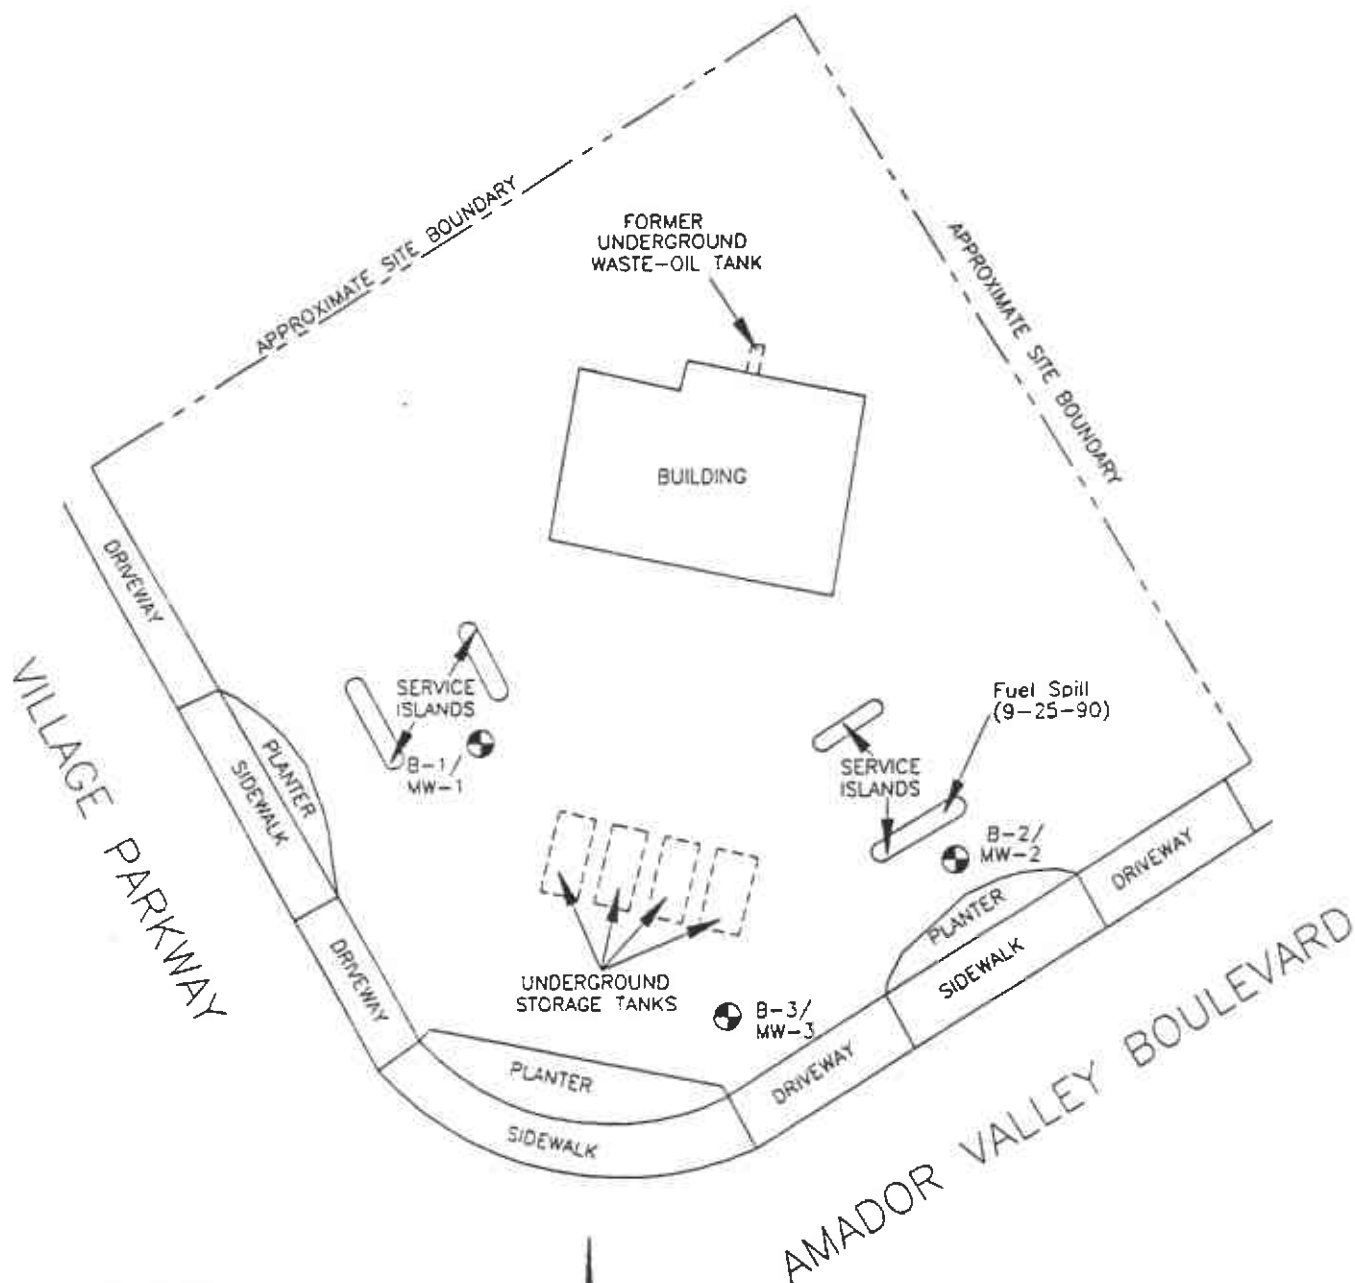 APPROXIMATE SITE BOUNDARY
FORMER
UNDERGROUND
WASTE-OIL TANK
APPROXIMATE SITE BOUNDARY
BUILDING
DRIVEWAY
VILLAGE PARKWAY
SERVICE
ISLANDS
Fuel Spill
(9-25-90)
PLANTER
SIDEWALK
B-1/
MW-1
SERVICE
ISLANDS
B-2/
MW-2
DRIVEWAY
PLANTER
SIDEWALK
DRIVEWAY
UNDERGROUND
STORAGE TANKS
B-3/
MW-3
DRIVEWAY
PLANTER
SIDEWALK
AMADOR VALLEY BOULEVARD